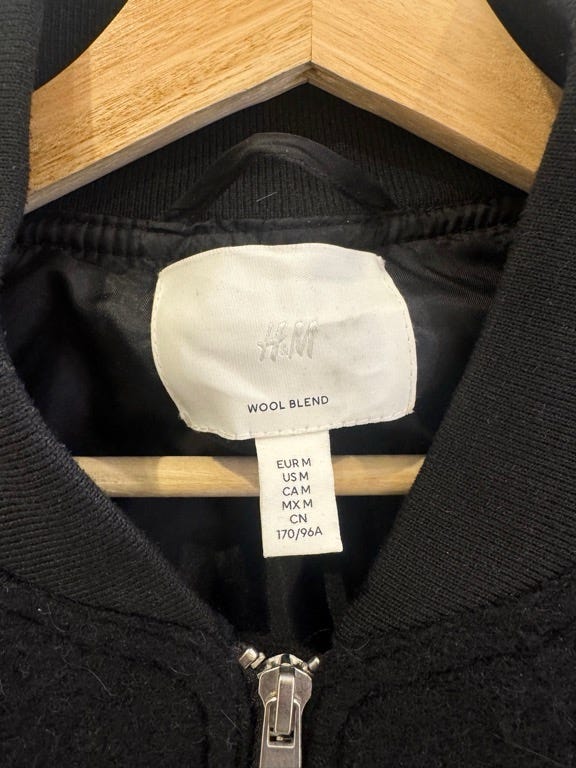 H&M
WOOL BLEND
EUR M
US M
CA M
MX M
CN
170/96A